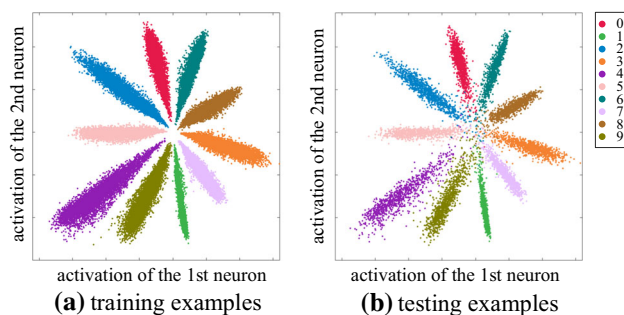 activation of the 2nd neuron
activation of the 1st neuron
(a) training examples
activation of the 2nd neuron
activation of the 1st neuron
(b) testing examples
0
1
2
3
4
5
6
7
8
9